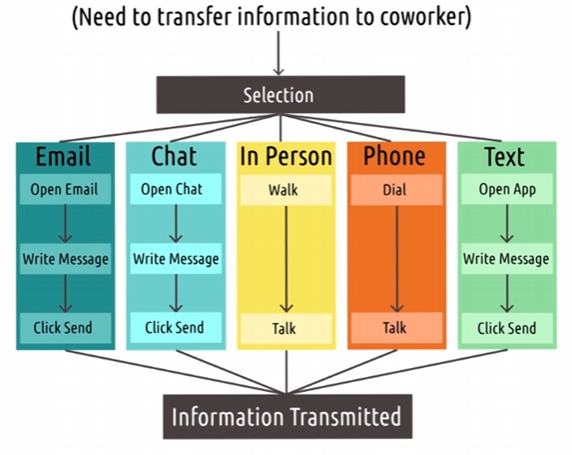 (Need to transfer information to coworker)
Selection
Email
Open Email
Write Message
Click Send
Chat
Open Chat
Write Message
Click Send
In Person
Walk
Talk
Phone
Dial
Talk
Text
Open App
Write Message
Click Send
Information Transmitted